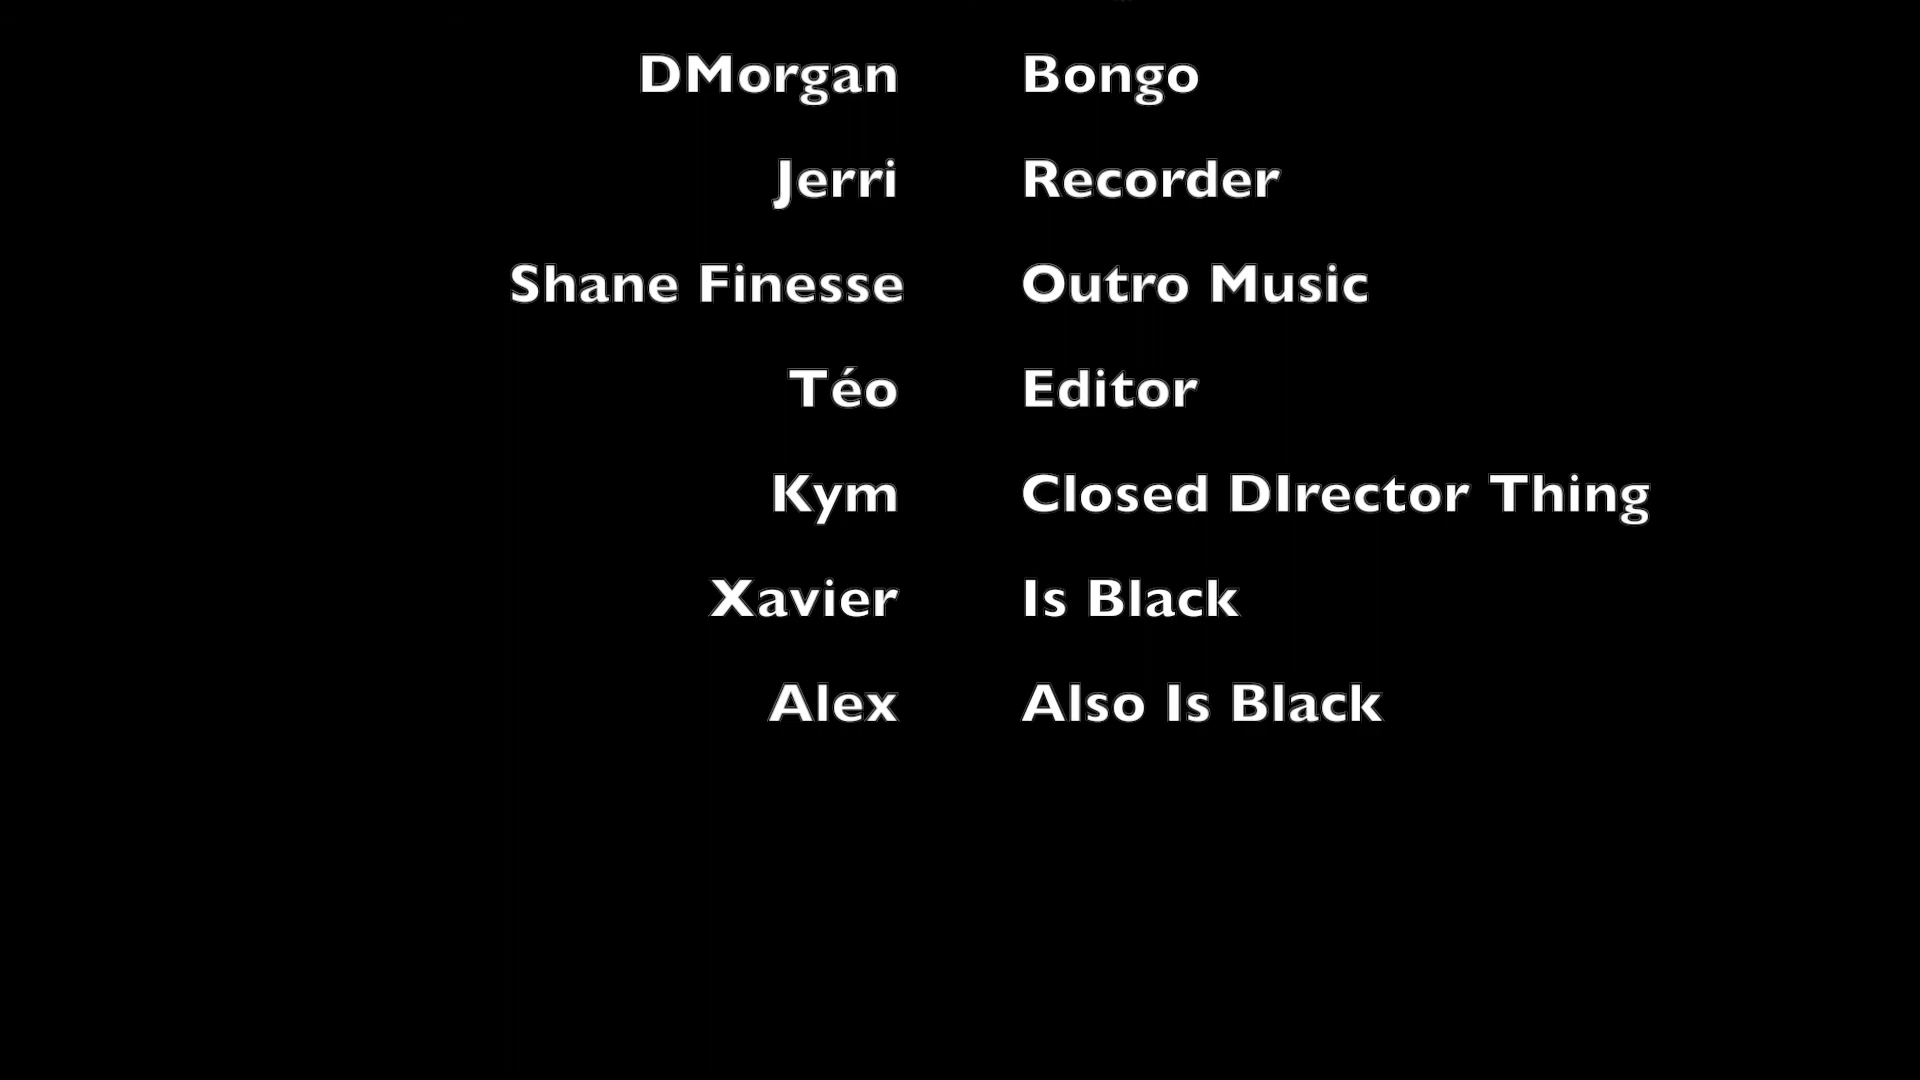 DMorgan Bongo
Jerri Recorder
Shane Finesse Outro Music
Téo Editor
Kym Closed DIrector Thing
Xavier Is Black
Alex Also Is Black